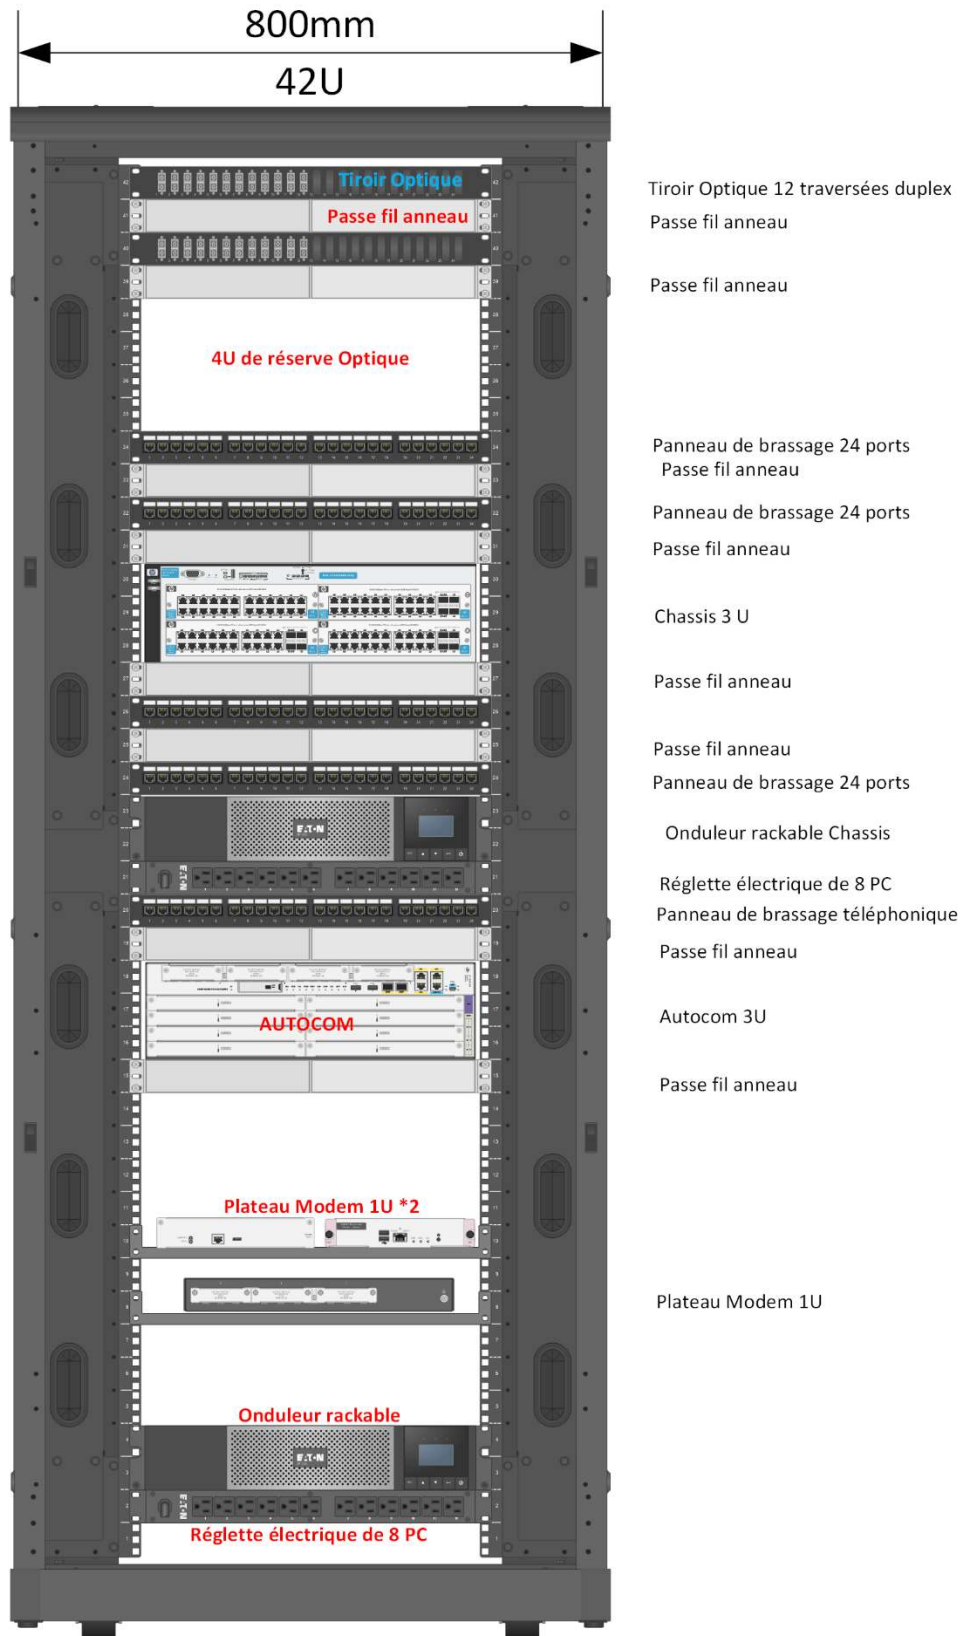 800mm
42U
Tiroir Optique
Tiroir Optique 12 traversées duplex
Passe fil anneau
Passe fil anneau
Passe fil anneau
4U de réserve Optique
Panneau de brassage 24 ports
Passe fil anneau
Panneau de brassage 24 ports
Passe fil anneau
Chassis 3 U
Passe fil anneau
Passe fil anneau
Panneau de brassage 24 ports
EATON
Onduleur rackable Chassis
EATON
Réglette électrique de 8 PC
Panneau de brassage téléphonique
Passe fil anneau
AUTOCOM
Autocom 3U
Passe fil anneau
Plateau Modem 1U *2
Plateau Modem 1U
Onduleur rackable
EATON
EATON
Réglette électrique de 8 PC